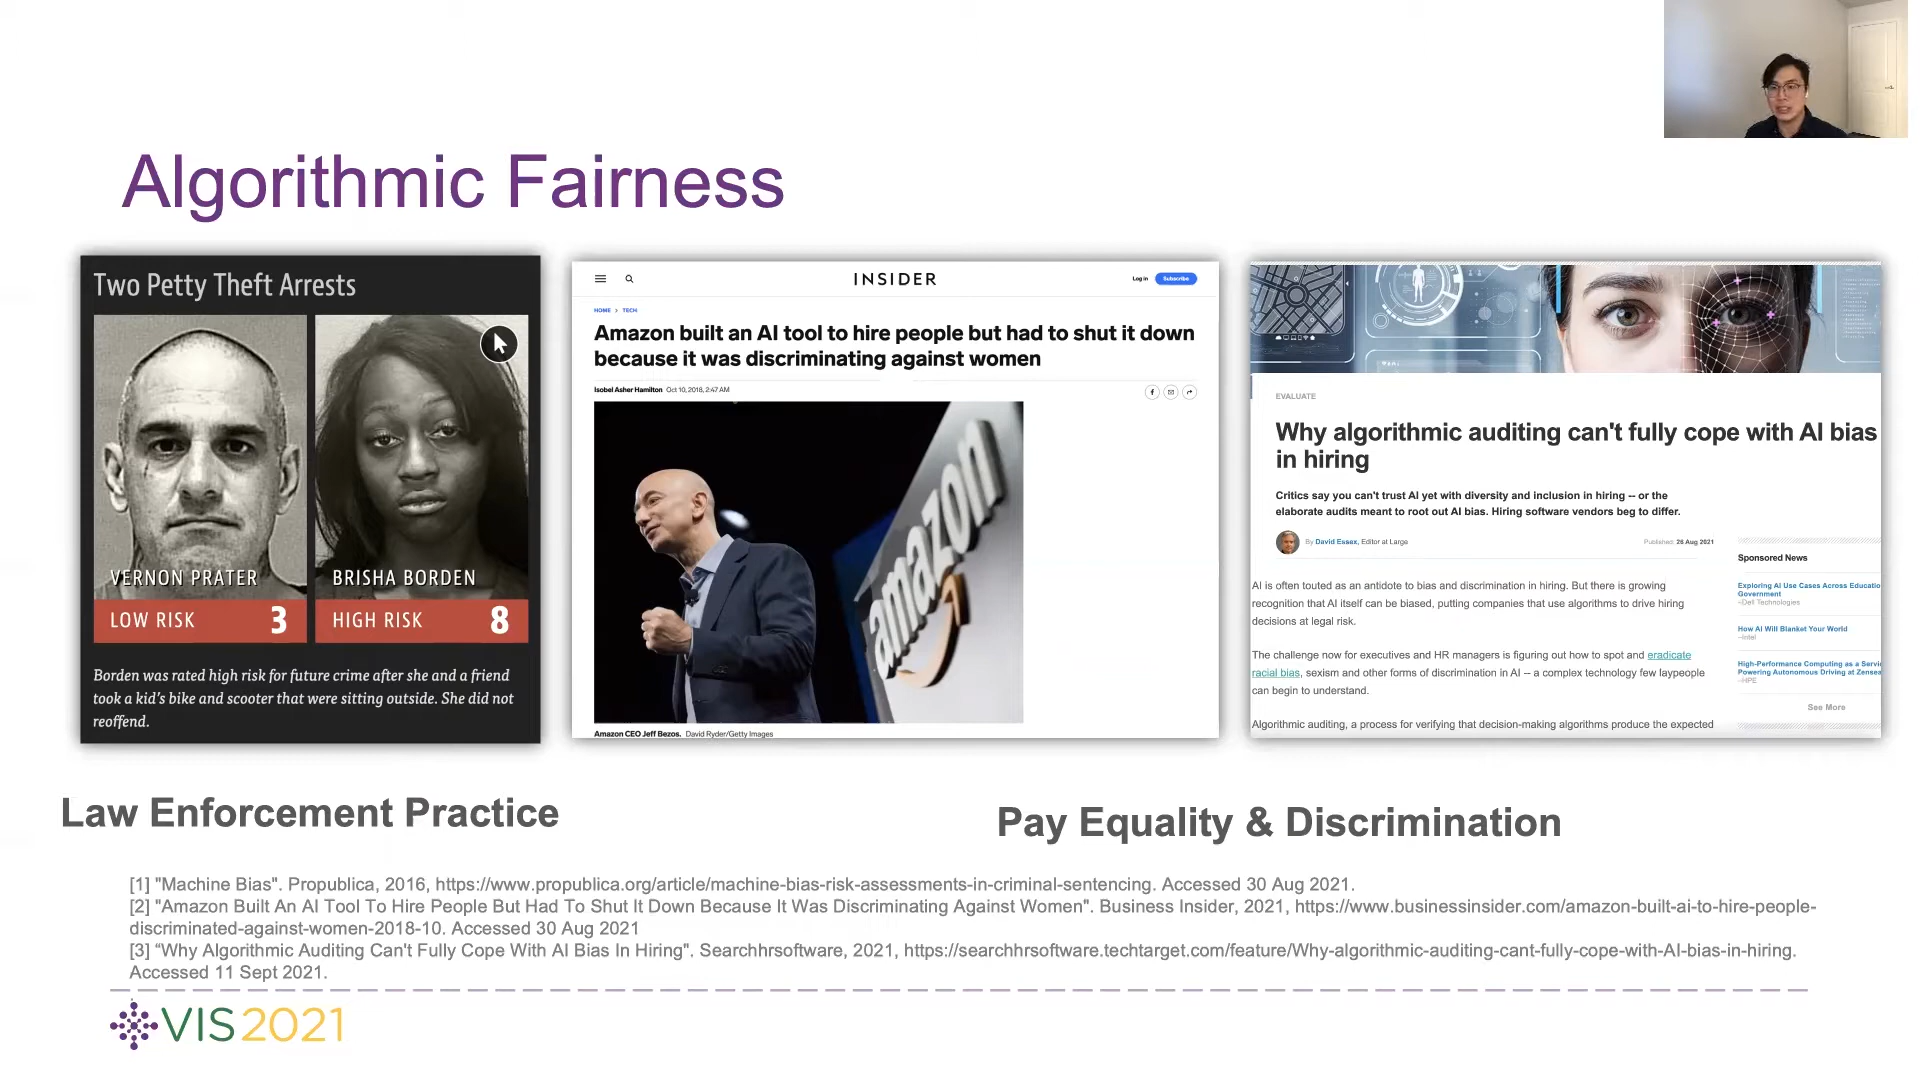 Algorithmic Fairness
Two Petty Theft Arrests
VERNON PRATER
LOW RISK 3
BRISHA BORDEN
HIGH RISK 8
Borden was rated high risk for future crime after she and a friend
took a kid's bike and scooter that were sitting outside. She did not
reoffend.
INSIDER
Log in
Subscribe
HOME > TECH
Amazon built an AI tool to hire people but had to shut it down
because it was discriminating against women
Isobel Asher Hamilton Oct 10, 2018, 2:47 AM
amazon
Amazon CEO Jeff Bezos. David Ryder/Getty Images
EVALUATE
Why algorithmic auditing can't fully cope with AI bias
in hiring
Critics say you can't trust AI yet with diversity and inclusion in hiring -- or the
elaborate audits meant to root out AI bias. Hiring software vendors beg to differ.
By David Essex, Editor at Large
Published: 26 Aug 2021
AI is often touted as an antidote to bias and discrimination in hiring. But there is growing
recognition that AI itself can be biased, putting companies that use algorithms to drive hiring
decisions at legal risk.
The challenge now for executives and HR managers is figuring out how to spot and eradicate
racial bias, sexism and other forms of discrimination in AI -- a complex technology few laypeople
can begin to understand.
Algorithmic auditing, a process for verifying that decision-making algorithms produce the expected
Sponsored News
Exploring AI Use Cases Across Educatio
Government
–Dell Technologies
How AI Will Blanket Your World
–Intel
High-Performance Computing as a Servi
Powering Autonomous Driving at Zensea
–HPE
See More
Law Enforcement Practice
Pay Equality & Discrimination
[1] "Machine Bias". Propublica, 2016, https://www.propublica.org/article/machine-bias-risk-assessments-in-criminal-sentencing. Accessed 30 Aug 2021.
[2] "Amazon Built An AI Tool To Hire People But Had To Shut It Down Because It Was Discriminating Against Women". Business Insider, 2021, https://www.businessinsider.com/amazon-built-ai-to-hire-people-
discriminated-against-women-2018-10. Accessed 30 Aug 2021
[3] “Why Algorithmic Auditing Can't Fully Cope With AI Bias In Hiring". Searchhrsoftware, 2021, https://searchhrsoftware.techtarget.com/feature/Why-algorithmic-auditing-cant-fully-cope-with-AI-bias-in-hiring.
Accessed 11 Sept 2021.
VIS2021